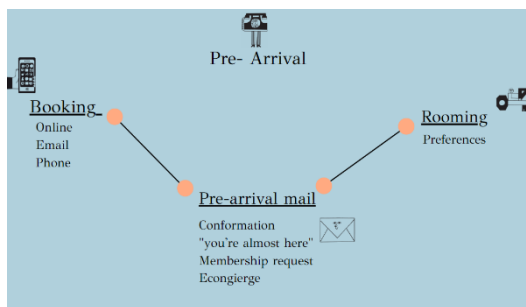 Pre- Arrival
Booking
Online
Email
Phone
Pre-arrival mail
Conformation
"you're almost here"
Membership request
Econgierge
Rooming
Preferences